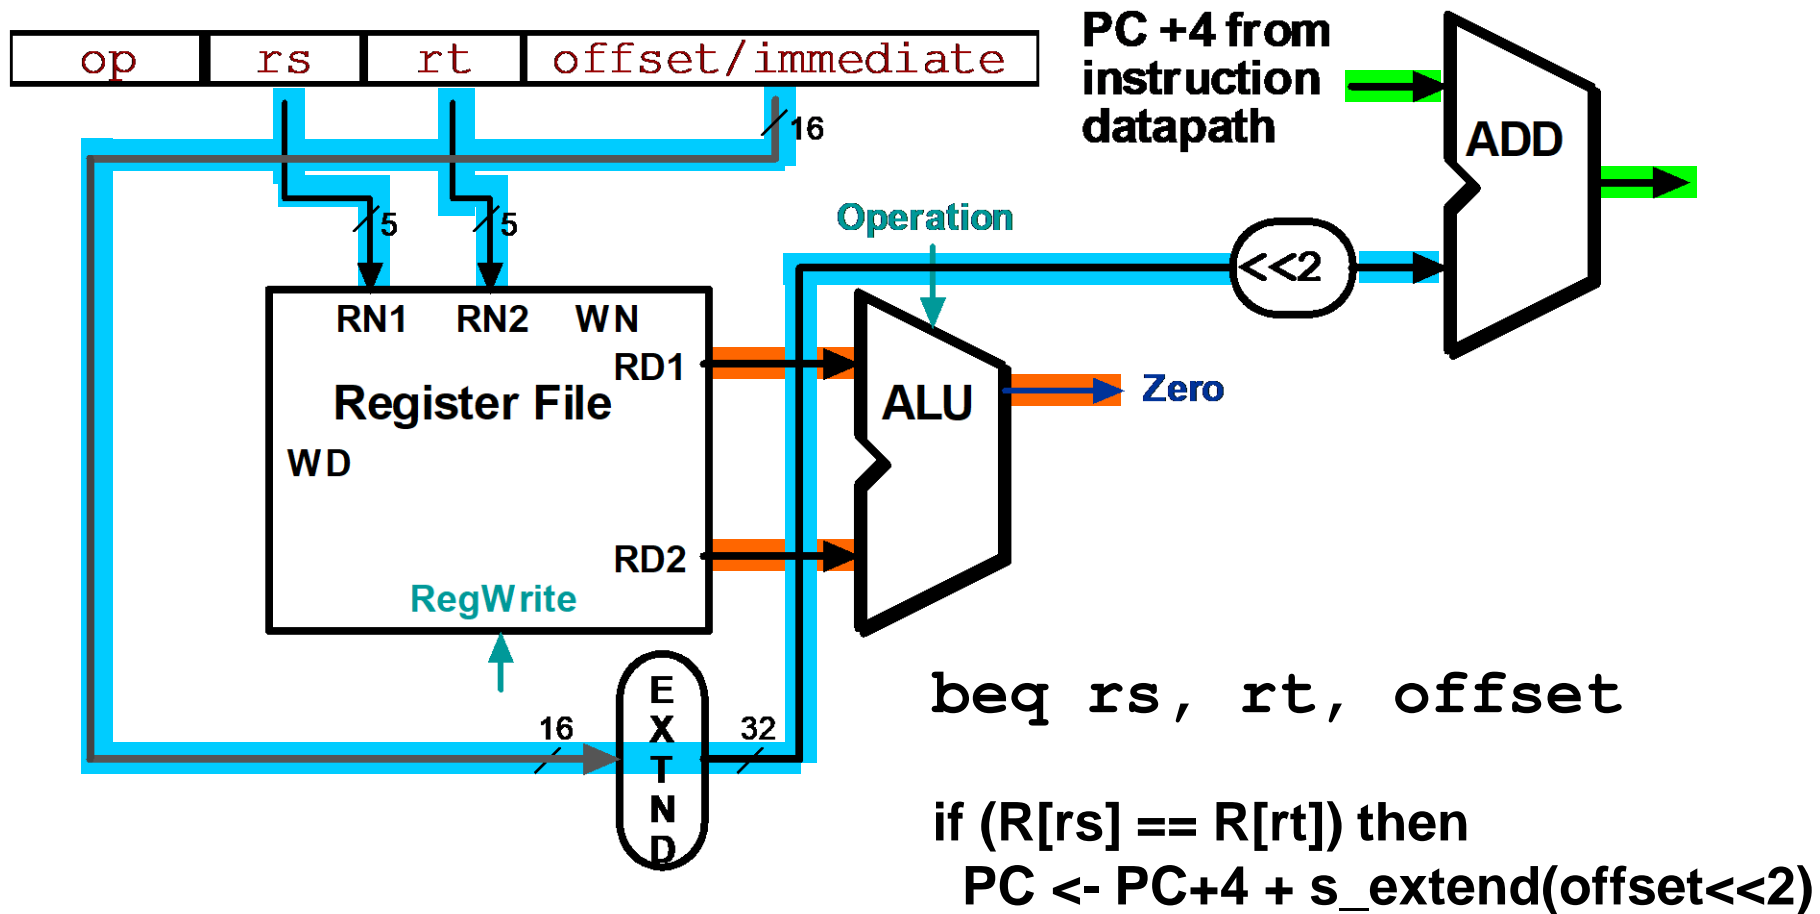 op rs rt offset/immediate
16
5
5
PC +4 from
instruction
datapath
ADD
Operation
<<2
RN1 RN2 WN
RD1
Register File
WD
RD2
RegWrite
ALU
Zero
16
EXTND
32
beq rs, rt, offset
if (R[rs] == R[rt]) then
PC <- PC+4 + s_extend(offset<<2)